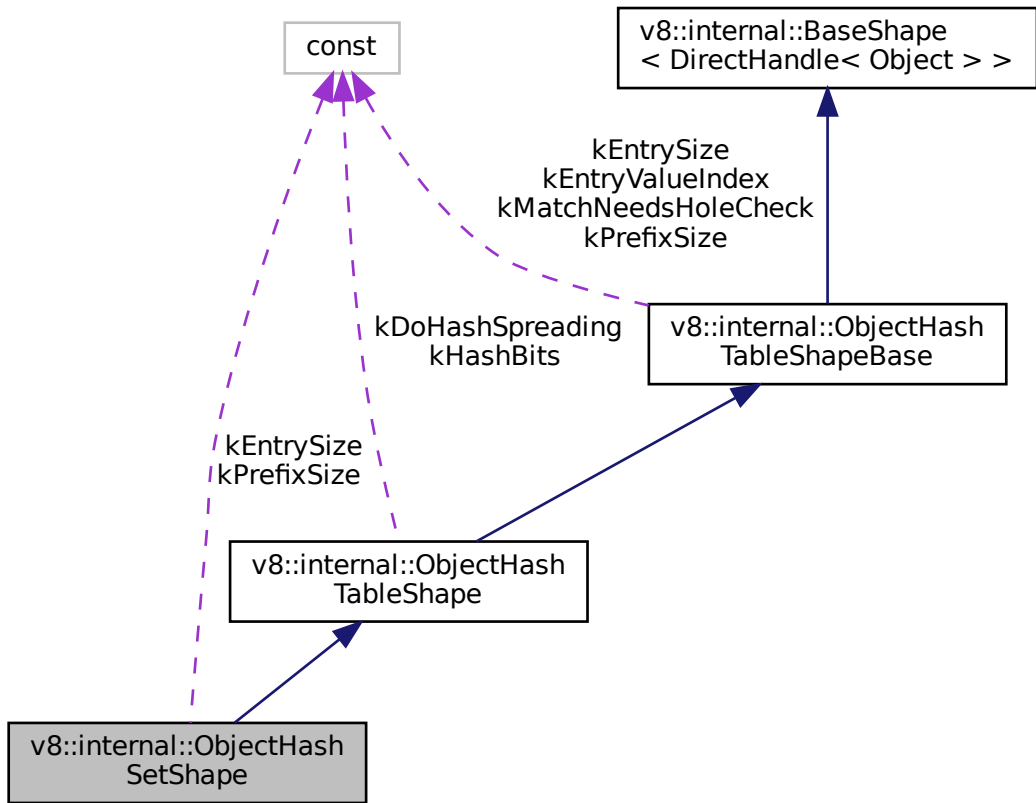 const
v8::internal::BaseShape
< DirectHandle< Object > >
kEntrySize
kEntryValueIndex
kMatchNeedsHoleCheck
kPrefixSize
kDoHashSpreading
kHashBits
v8::internal::ObjectHash
TableShapeBase
kEntrySize
kPrefixSize
v8::internal::ObjectHash
TableShape
v8::internal::ObjectHash
SetShape